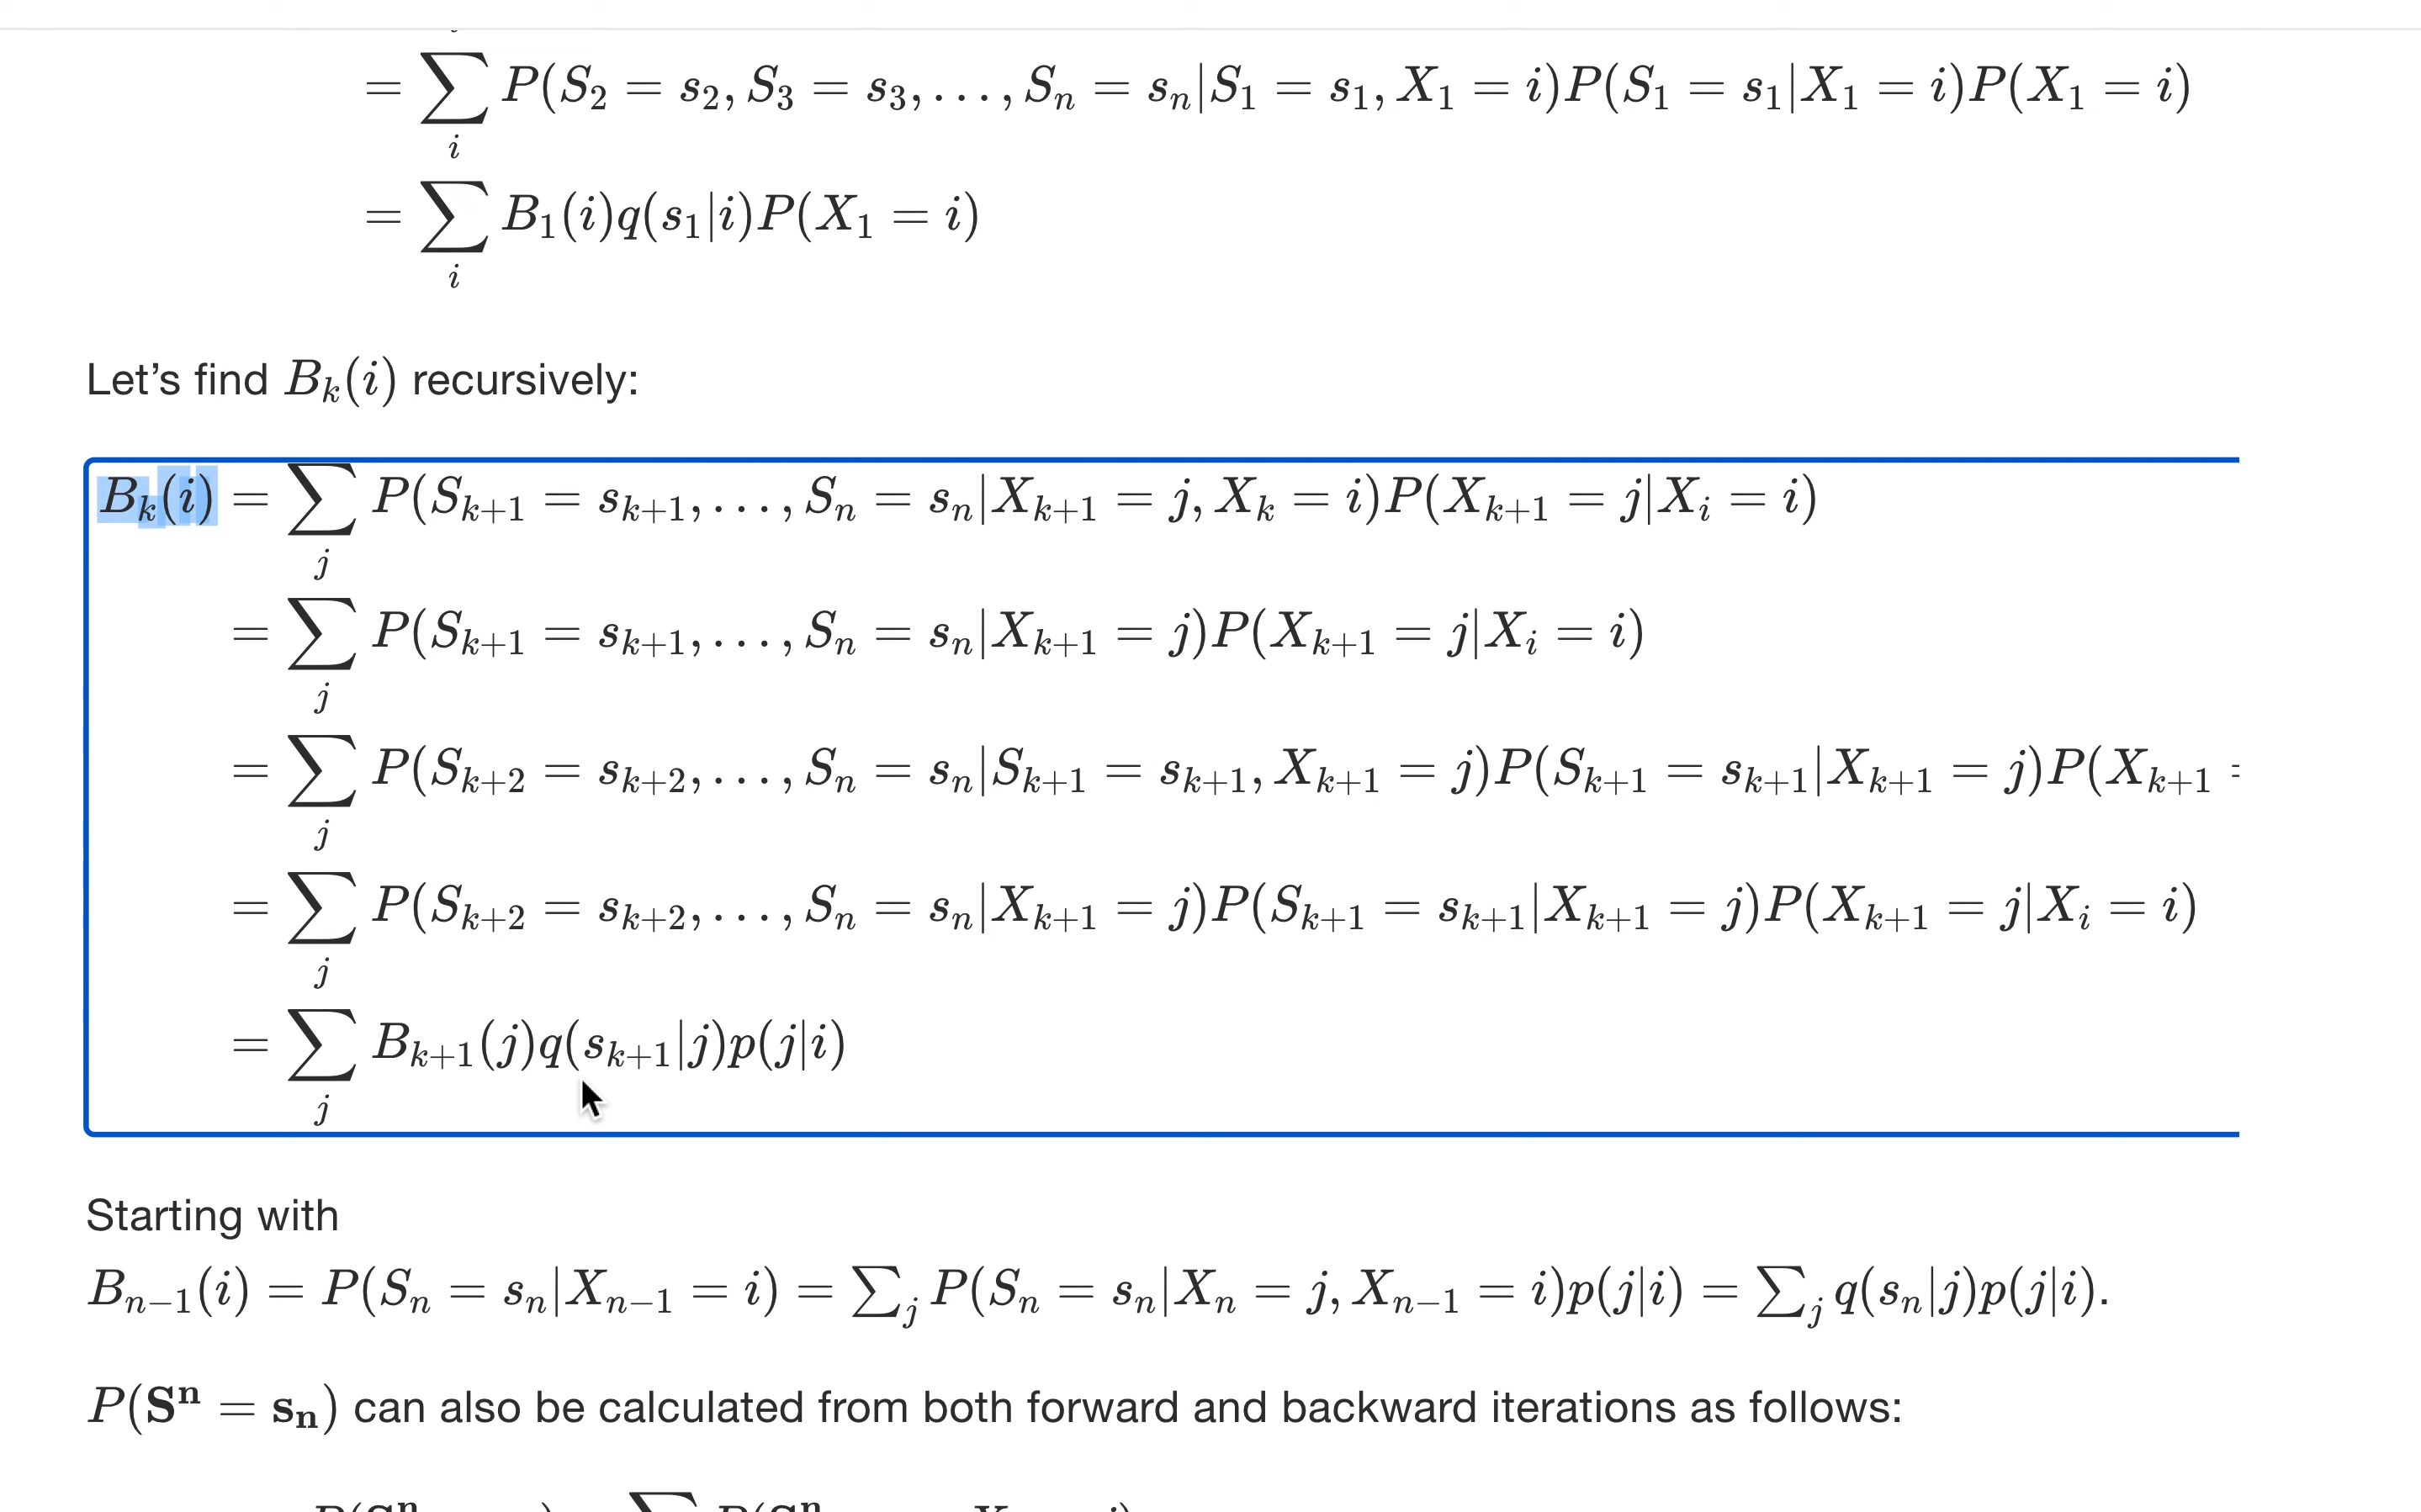 = ∑_i P(S_2 = s_2, S_3 = s_3, . . . , S_n = s_n|S_1 = s_1, X_1 = i)P(S_1 = s_1|X_1 = i)P(X_1 = i)
= ∑_i B_1(i)q(s_1|i)P(X_1 = i)
Let’s find B_k(i) recursively:
B_k(i) = ∑_j P(S_{k+1} = s_{k+1}, . . . , S_n = s_n|X_{k+1} = j, X_k = i)P(X_{k+1} = j|X_i = i)
= ∑_j P(S_{k+1} = s_{k+1}, . . . , S_n = s_n|X_{k+1} = j)P(X_{k+1} = j|X_i = i)
= ∑_j P(S_{k+2} = s_{k+2}, . . . , S_n = s_n|S_{k+1} = s_{k+1}, X_{k+1} = j)P(S_{k+1} = s_{k+1}|X_{k+1} = j)P(X_{k+1} =
= ∑_j P(S_{k+2} = s_{k+2}, . . . , S_n = s_n|X_{k+1} = j)P(S_{k+1} = s_{k+1}|X_{k+1} = j)P(X_{k+1} = j|X_i = i)
= ∑_j B_{k+1}(j)q(s_{k+1}|j)p(j|i)
Starting with
B_{n−1}(i) = P(S_n = s_n|X_{n−1} = i) = ∑_j P(S_n = s_n|X_n = j, X_{n−1} = i)p(j|i) = ∑_j q(s_n|j)p(j|i).
P(S^n = s_n) can also be calculated from both forward and backward iterations as follows: